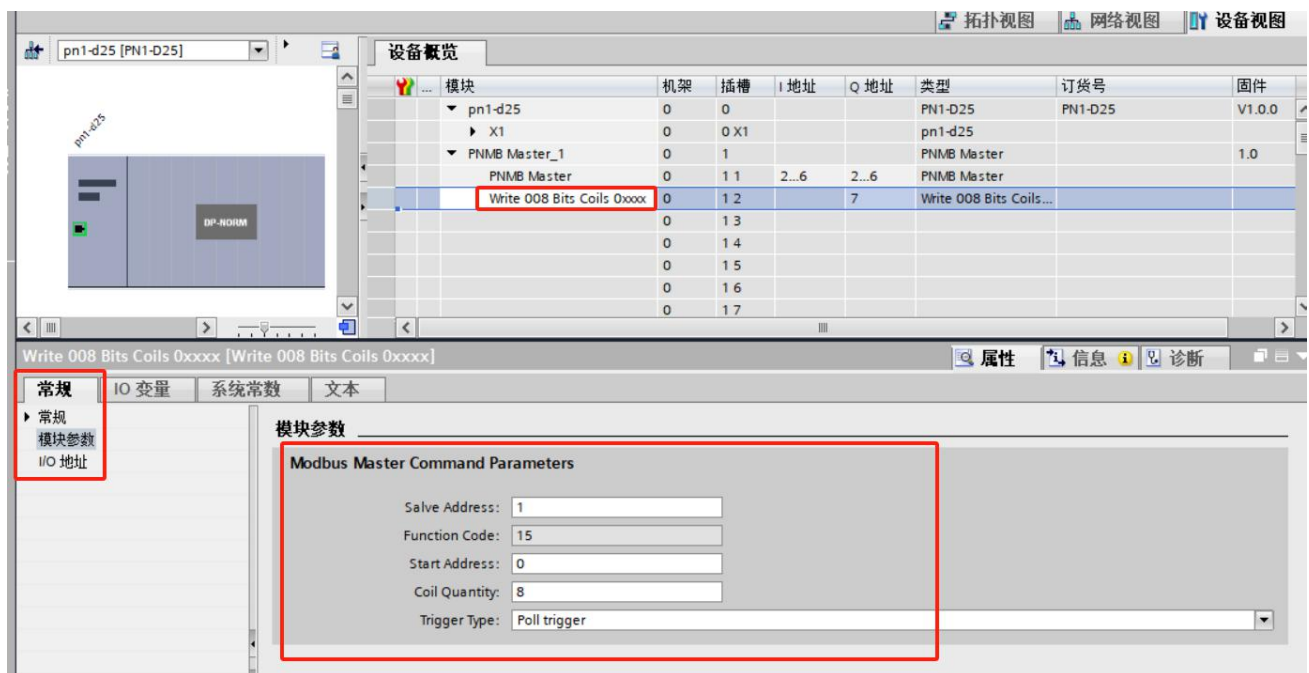 拓扑视图 网络视图 设备视图
pn1-d25 [PN1-D25]
设备概览
... 模块 机架 插槽 I 地址 Q 地址 类型 订货号 固件
pn1-d25 0 0 PN1-D25 PN1-D25 V1.0.0
X1 0 0 X1 pn1-d25
PNMB Master_1 0 1 PNMB Master 1.0
PNMB Master 0 1 1 2...6 2...6 PNMB Master
Write 008 Bits Coils 0xxxx 0 1 2 7 Write 008 Bits Coils...
0 1 3
0 1 4
0 1 5
0 1 6
0 1 7
pn1-d25
DP-NORM
Write 008 Bits Coils 0xxxx [Write 008 Bits Coils 0xxxx]
属性 信息 诊断
常规 IO 变量 系统常数 文本
常规
模块参数
I/O 地址
模块参数
Modbus Master Command Parameters
Salve Address: 1
Function Code: 15
Start Address: 0
Coil Quantity: 8
Trigger Type: Poll trigger